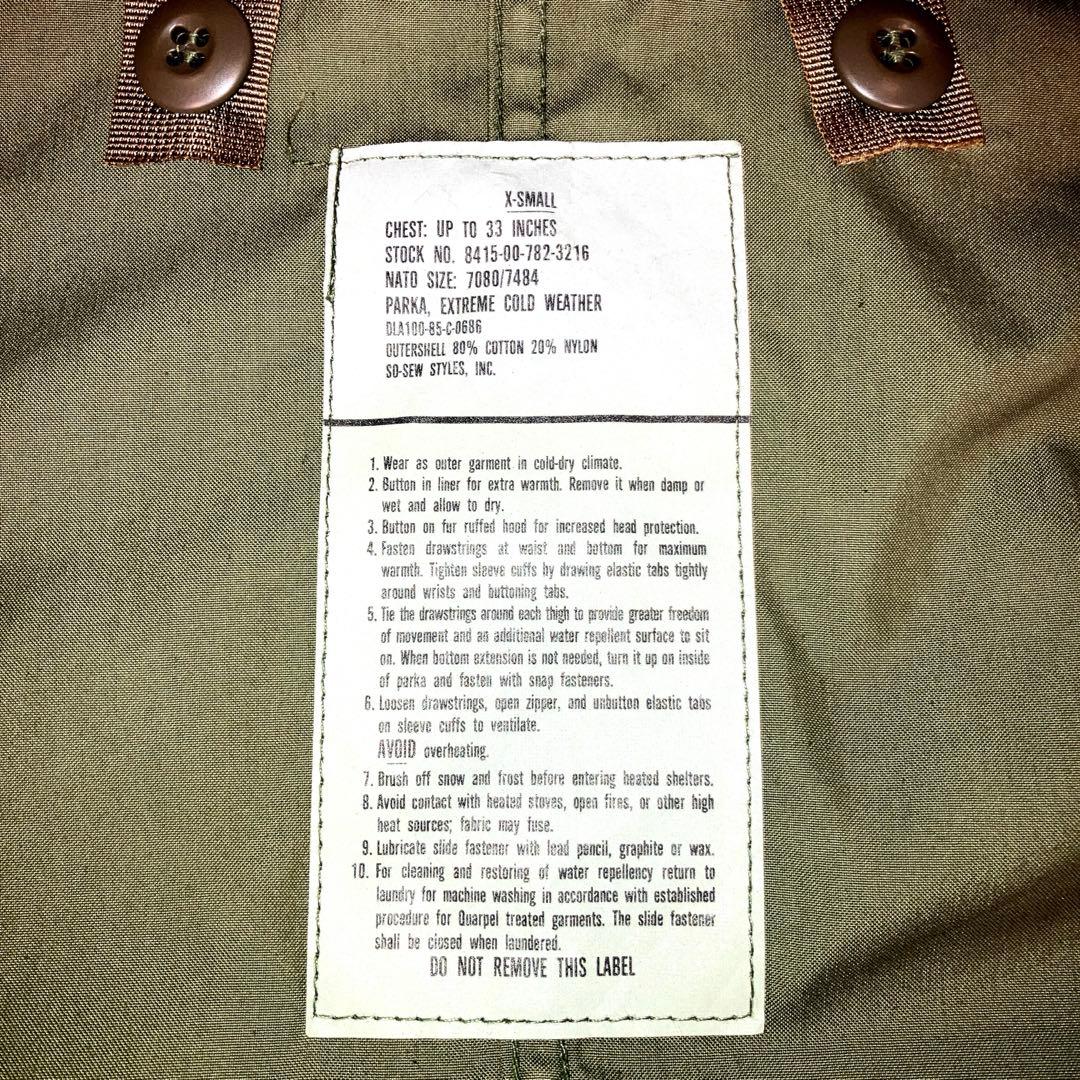 X-SMALL
CHEST: UP TO 33 INCHES
STOCK NO. 8415-00-782-3216
NATO SIZE: 7080/7484
PARKA, EXTREME COLD WEATHER
DLA100-85-C-0686
OUTERSHELL 80% COTTON 20% NYLON
SO-SEW STYLES, INC.
1. Wear as outer garment in cold-dry climate.
2. Button in liner for extra warmth. Remove it when damp or
wet and allow to dry.
3. Button on fur ruffed hood for increased head protection.
4. Fasten drawstrings at waist and bottom for maximum
warmth. Tighten sleeve cuffs by drawing elastic tabs tightly
around wrists and buttoning tabs.
5. Tie the drawstrings around each thigh to provide greater freedom
of movement and an additional water repellent surface to sit
on. When bottom extension is not needed, turn it up on inside
of parka and fasten with snap fasteners.
6. Loosen drawstrings, open zipper, and unbutton elastic tabs
on sleeve cuffs to ventilate.
AVOID overheating.
7. Brush off snow and frost before entering heated shelters.
8. Avoid contact with heated stoves, open fires, or other high
heat sources; fabric may fuse.
9. Lubricate slide fastener with lead pencil, graphite or wax.
10. For cleaning and restoring of water repellency return to
laundry for machine washing in accordance with established
procedure for Quarpel treated garments. The slide fastener
shall be closed when laundered.
DO NOT REMOVE THIS LABEL